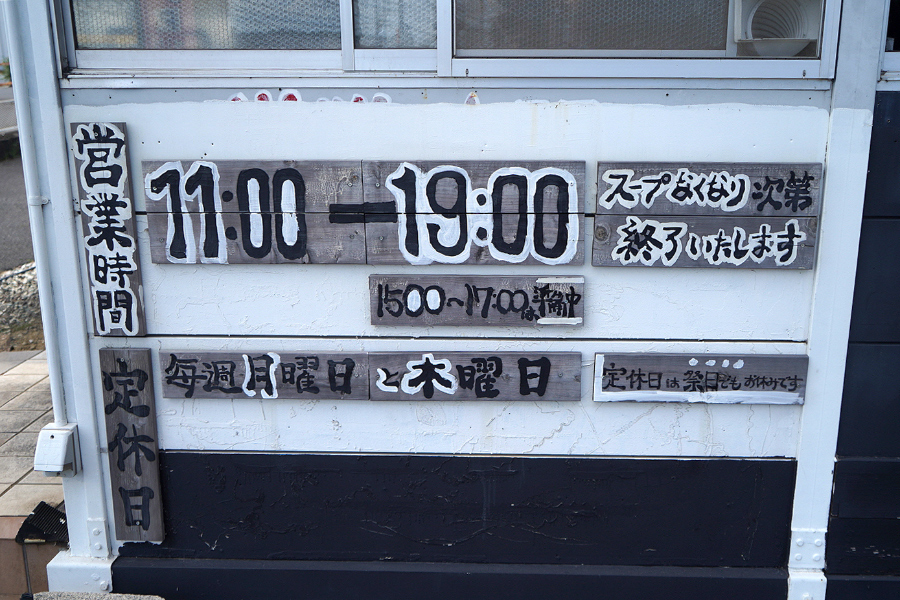 営業時間
11:00 — 19:00
スープなくなり次第
終了いたします
15:00~17:00は準備中
定休日
毎週月曜日と木曜日
定休日は祭日でもお休みです